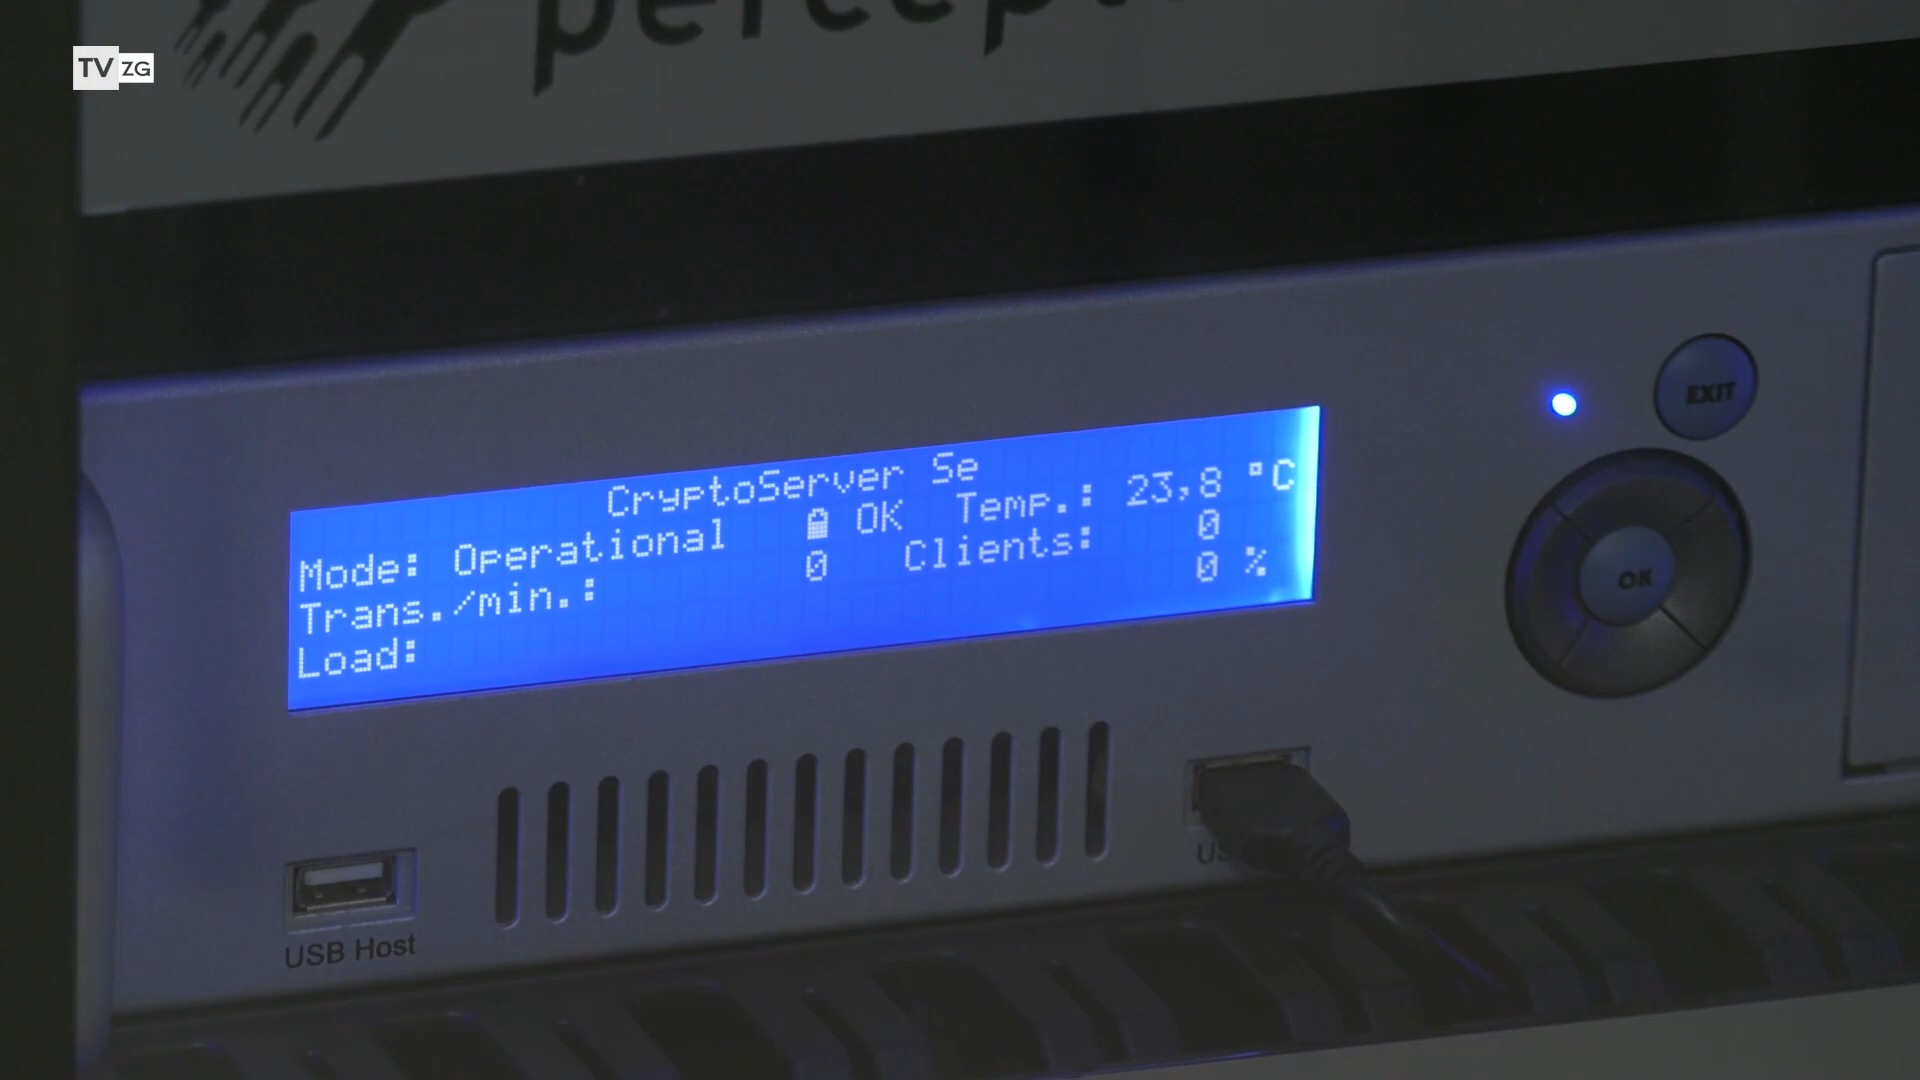 TV ZG
percept
CryptoServer Se
Mode: Operational OK Temp.: 23,8 °C
Trans./min.: 0 Clients: 0
Load: 0 %
EXIT
OK
USB Host